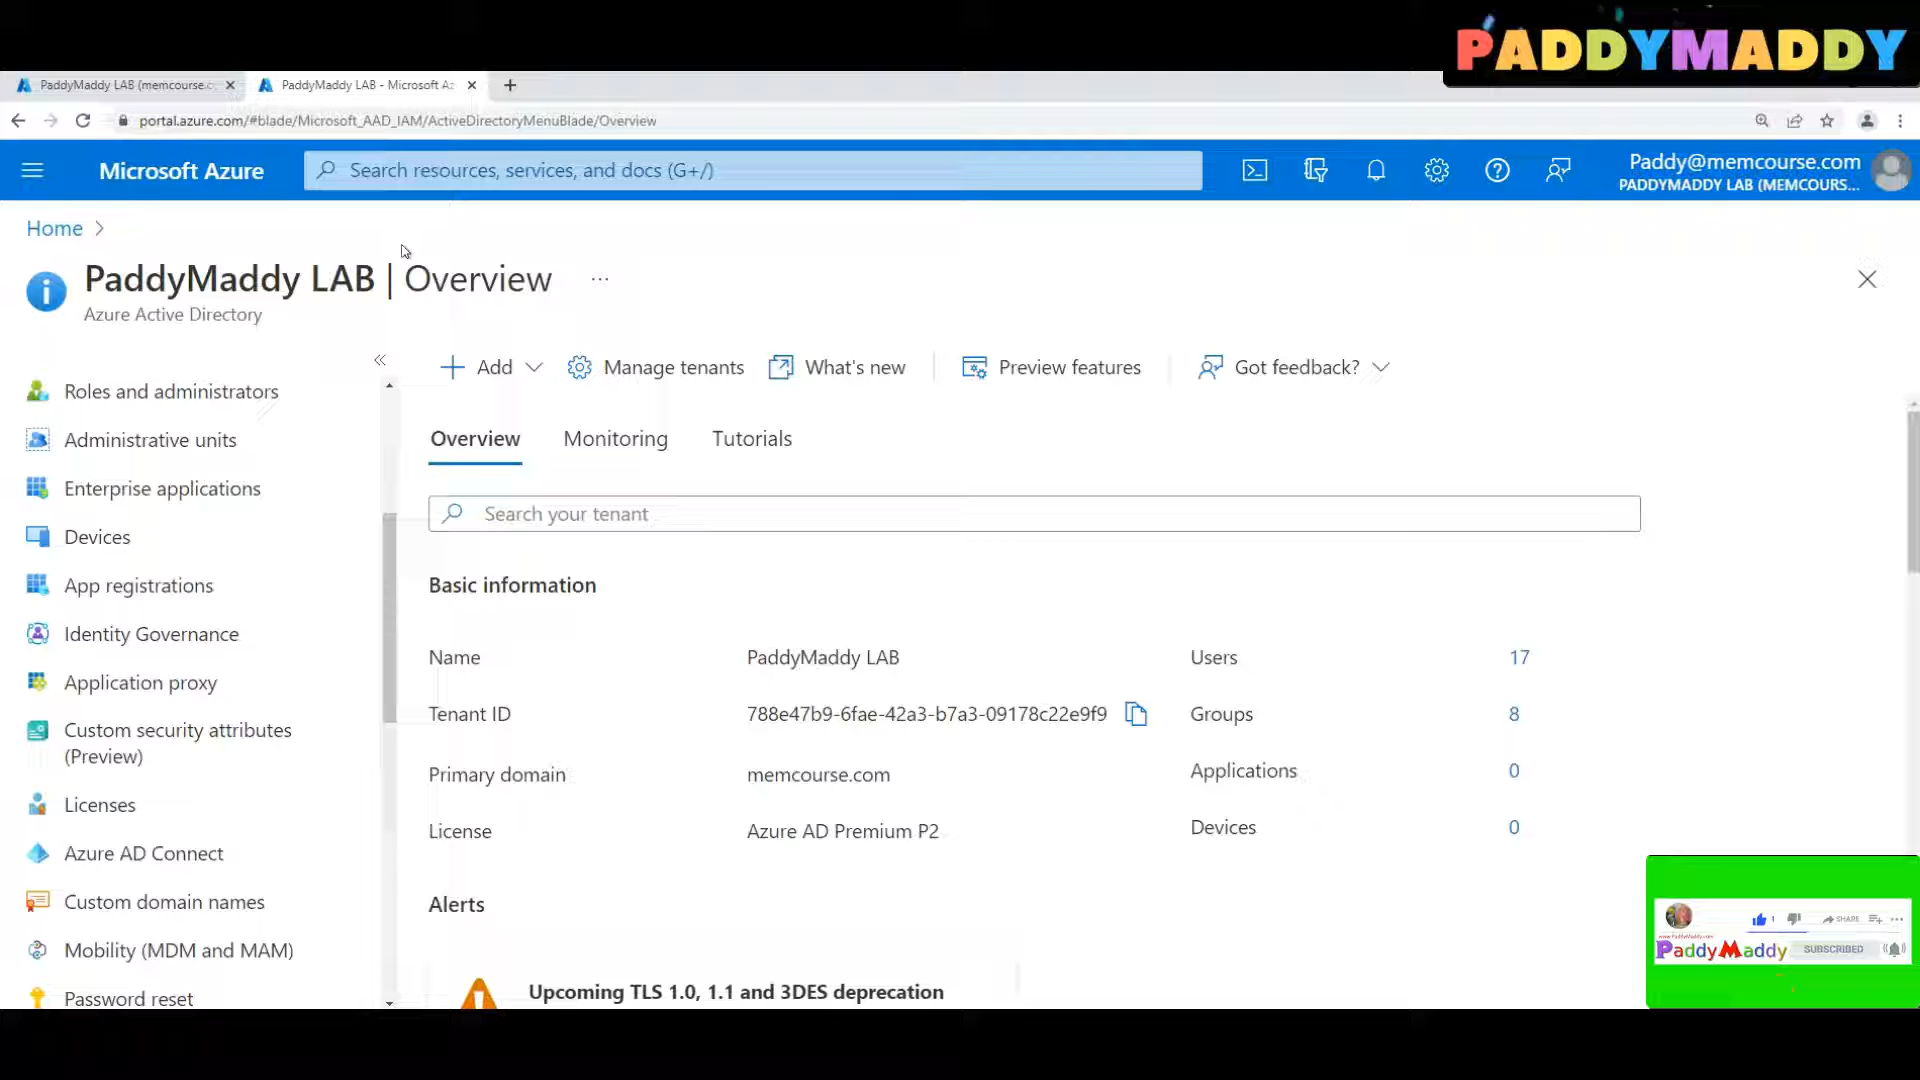 PADDYMADDY
PaddyMaddy LAB (memcourse.c
PaddyMaddy LAB - Microsoft Az
portal.azure.com/#blade/Microsoft_AAD_IAM/ActiveDirectoryMenuBlade/Overview
Microsoft Azure
Search resources, services, and docs (G+/)
Paddy@memcourse.com
PADDYMADDY LAB (MEMCOURS...
Home
PaddyMaddy LAB | Overview
...
Azure Active Directory
Add
Manage tenants
What's new
Preview features
Got feedback?
Roles and administrators
Administrative units
Enterprise applications
Devices
App registrations
Identity Governance
Application proxy
Custom security attributes
(Preview)
Licenses
Azure AD Connect
Custom domain names
Mobility (MDM and MAM)
Password reset
Overview
Monitoring
Tutorials
Search your tenant
Basic information
Name
PaddyMaddy LAB
Users
17
Tenant ID
788e47b9-6fae-42a3-b7a3-09178c22e9f9
Groups
8
Primary domain
memcourse.com
Applications
0
License
Azure AD Premium P2
Devices
0
Alerts
Upcoming TLS 1.0, 1.1 and 3DES deprecation
1
SHARE
www.PaddyMaddy.com
PaddyMaddy
SUBSCRIBED